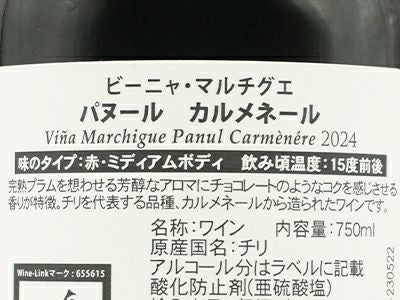 ビーニャ・マルチグエ
パヌール　カルメネール
Viña Marchigue Panul Carmènére 2024
味のタイプ：赤・ミディアムボディ　飲み頃温度：15度前後
完熟プラムを想わせる芳醇なアロマにチョコレートのようなコクを感じさせる
香りが特徴。チリを代表する品種、カルメネールから造られたワインです。
名称：ワイン　内容量：750ml
原産国名：チリ
アルコール分はラベルに記載
酸化防止剤（亜硫酸塩）
Wine-Linkマーク：655615
-230522